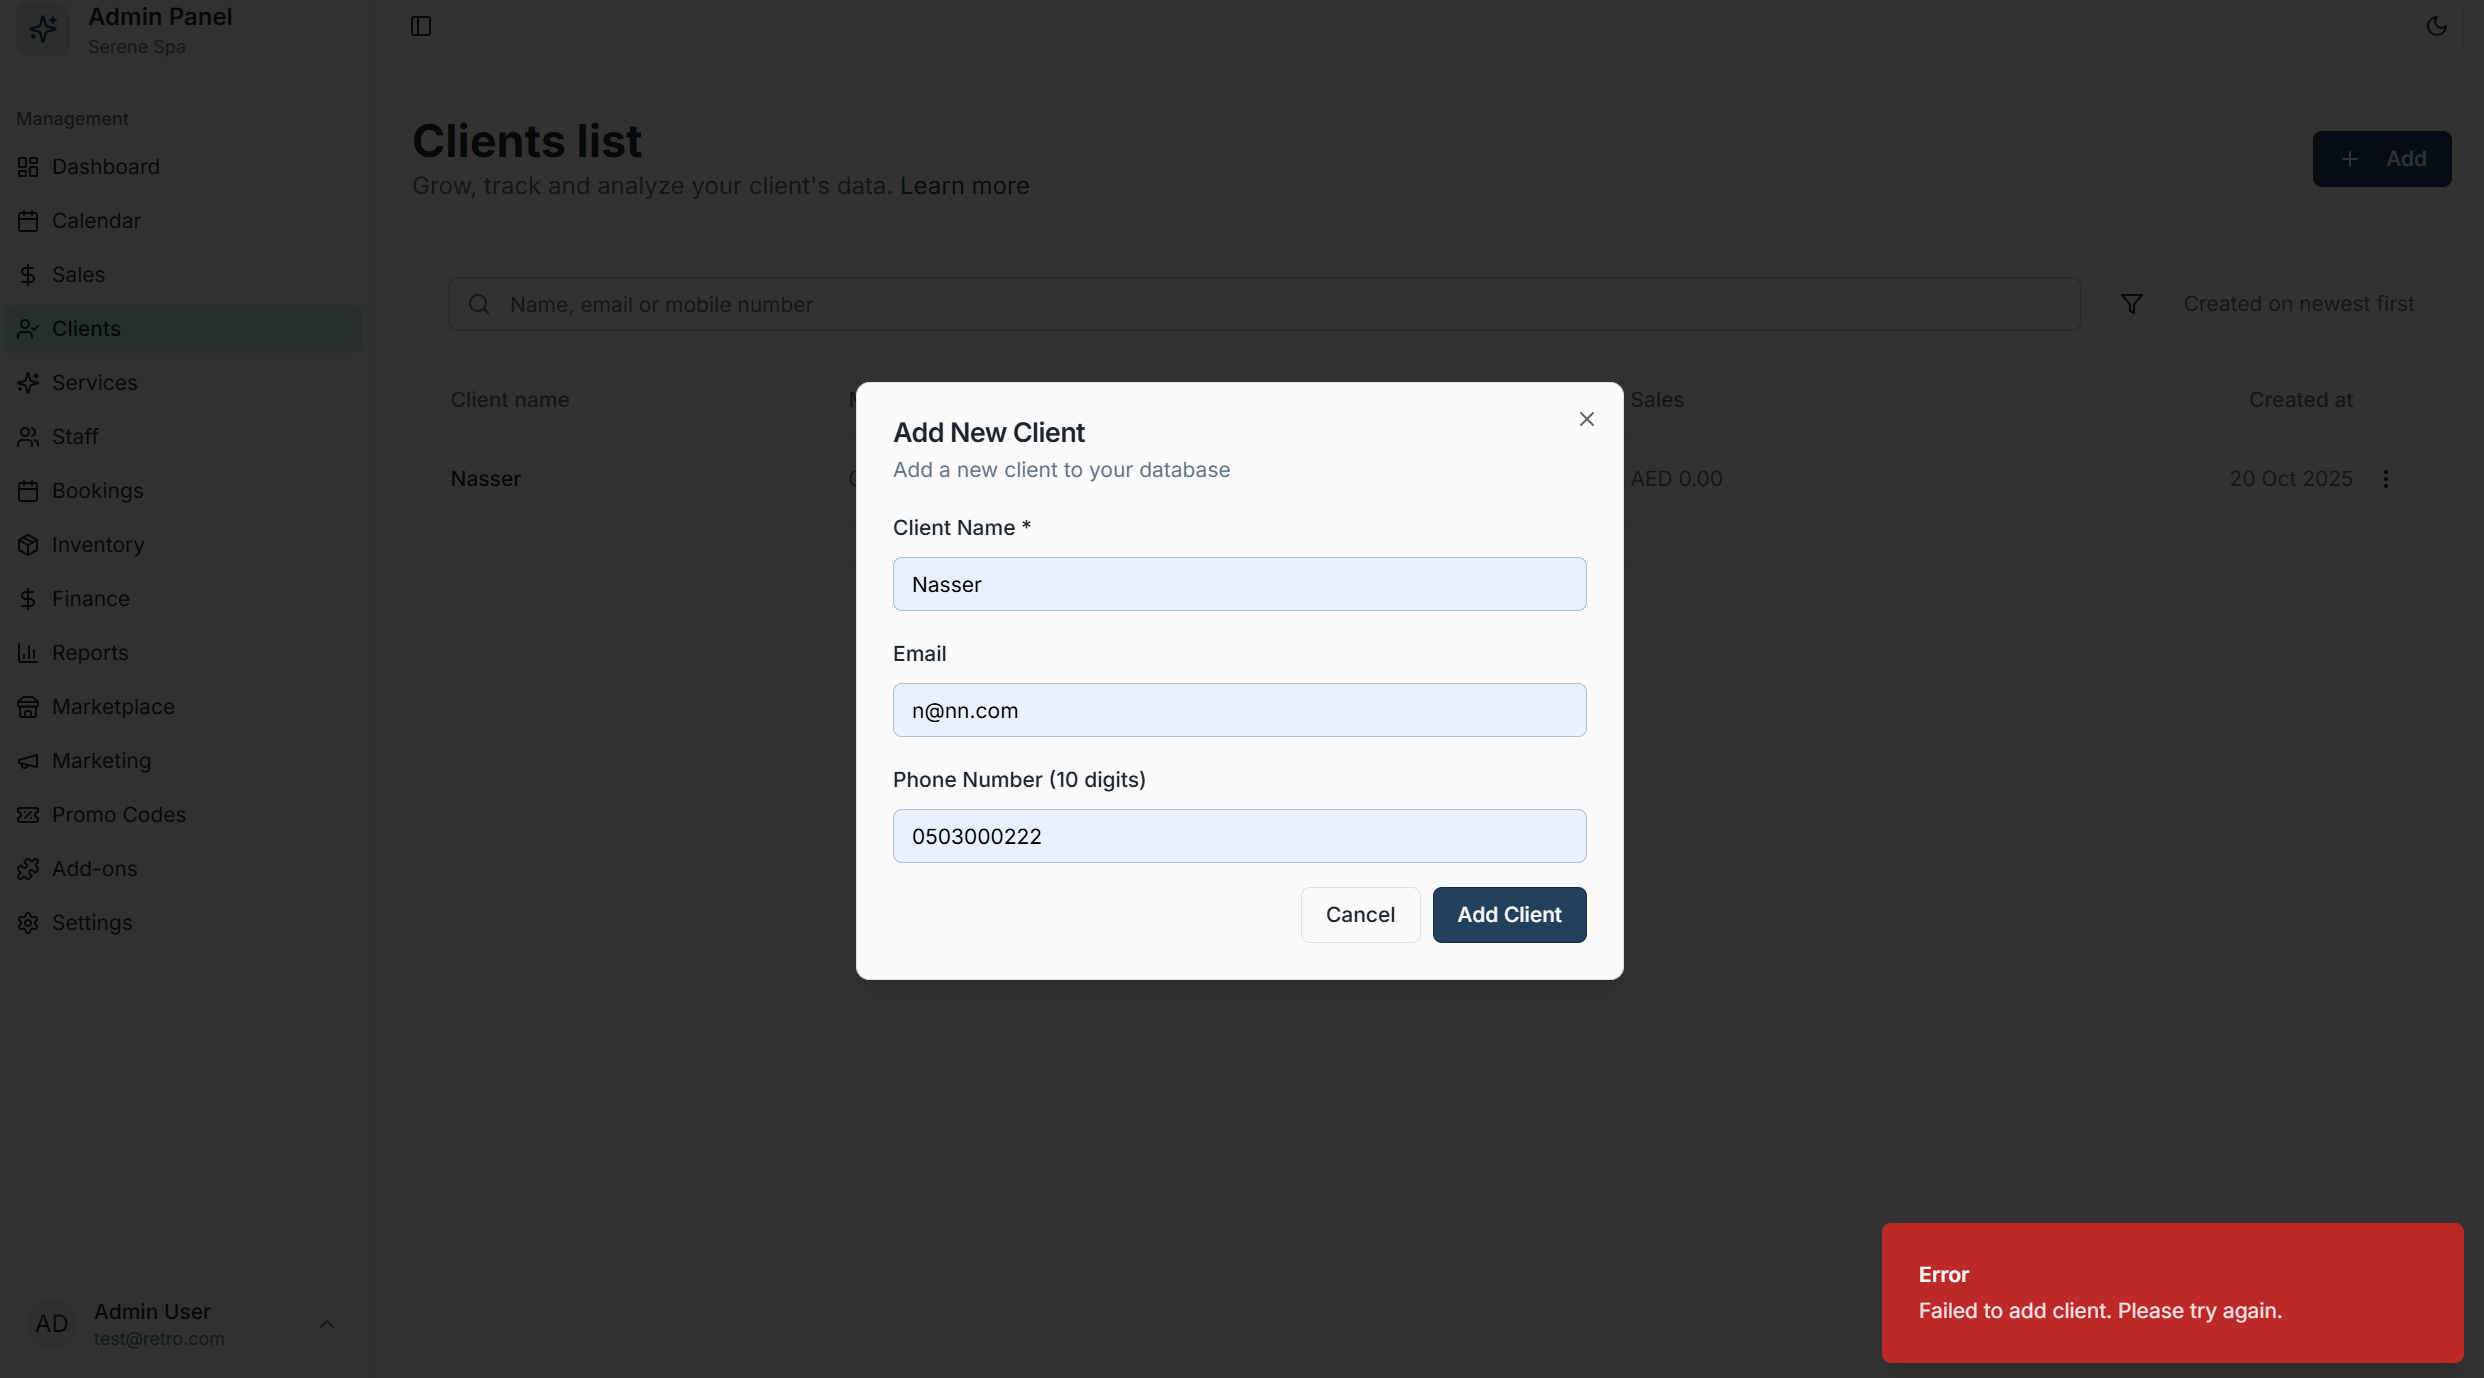 Admin Panel
Serene Spa
Management
Dashboard
Calendar
Sales
Clients
Services
Staff
Bookings
Inventory
Finance
Reports
Marketplace
Marketing
Promo Codes
Add-ons
Settings
AD
Admin User
test@retro.com
Clients list
Grow, track and analyze your client's data. Learn more
+ Add
Name, email or mobile number
Created on newest first
Client name
Sales
Created at
Nasser
AED 0.00
20 Oct 2025
Add New Client
Add a new client to your database
Client Name *
Nasser
Email
n@nn.com
Phone Number (10 digits)
0503000222
Cancel
Add Client
Error
Failed to add client. Please try again.